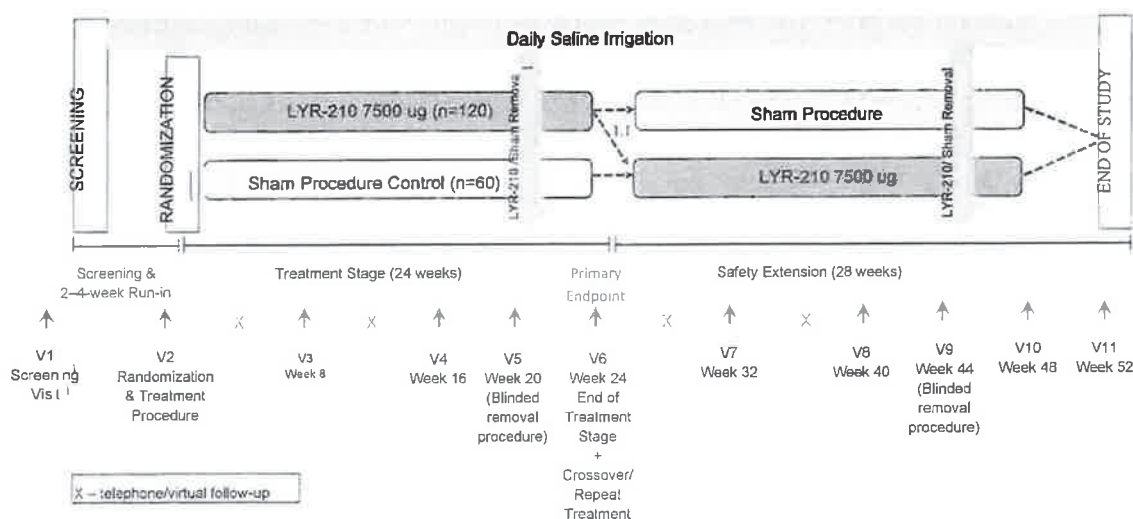 Daily Saline Irrigation
SCREENING
RANDOMIZATION
LYR-210 7500 ug (n=120)
Sham Procedure Control (n=60)
LYR-210 /Sham Removal
1:1
Sham Procedure
LYR-210 7500 ug
LYR-210/ Sham Removal
END OF STUDY
Screening &
2–4-week Run-in
Treatment Stage (24 weeks)
Primary
Endpoint
Safety Extension (28 weeks)
X
X
X
X
V1
Screening
Visit
V2
Randomization
& Treatment
Procedure
V3
Week 8
V4
Week 16
V5
Week 20
(Blinded
removal
procedure)
V6
Week 24
End of
Treatment
Stage
+
Crossover/
Repeat
Treatment
V7
Week 32
V8
Week 40
V9
Week 44
(Blinded
removal
procedure)
V10
Week 48
V11
Week 52
X – telephone/virtual follow-up